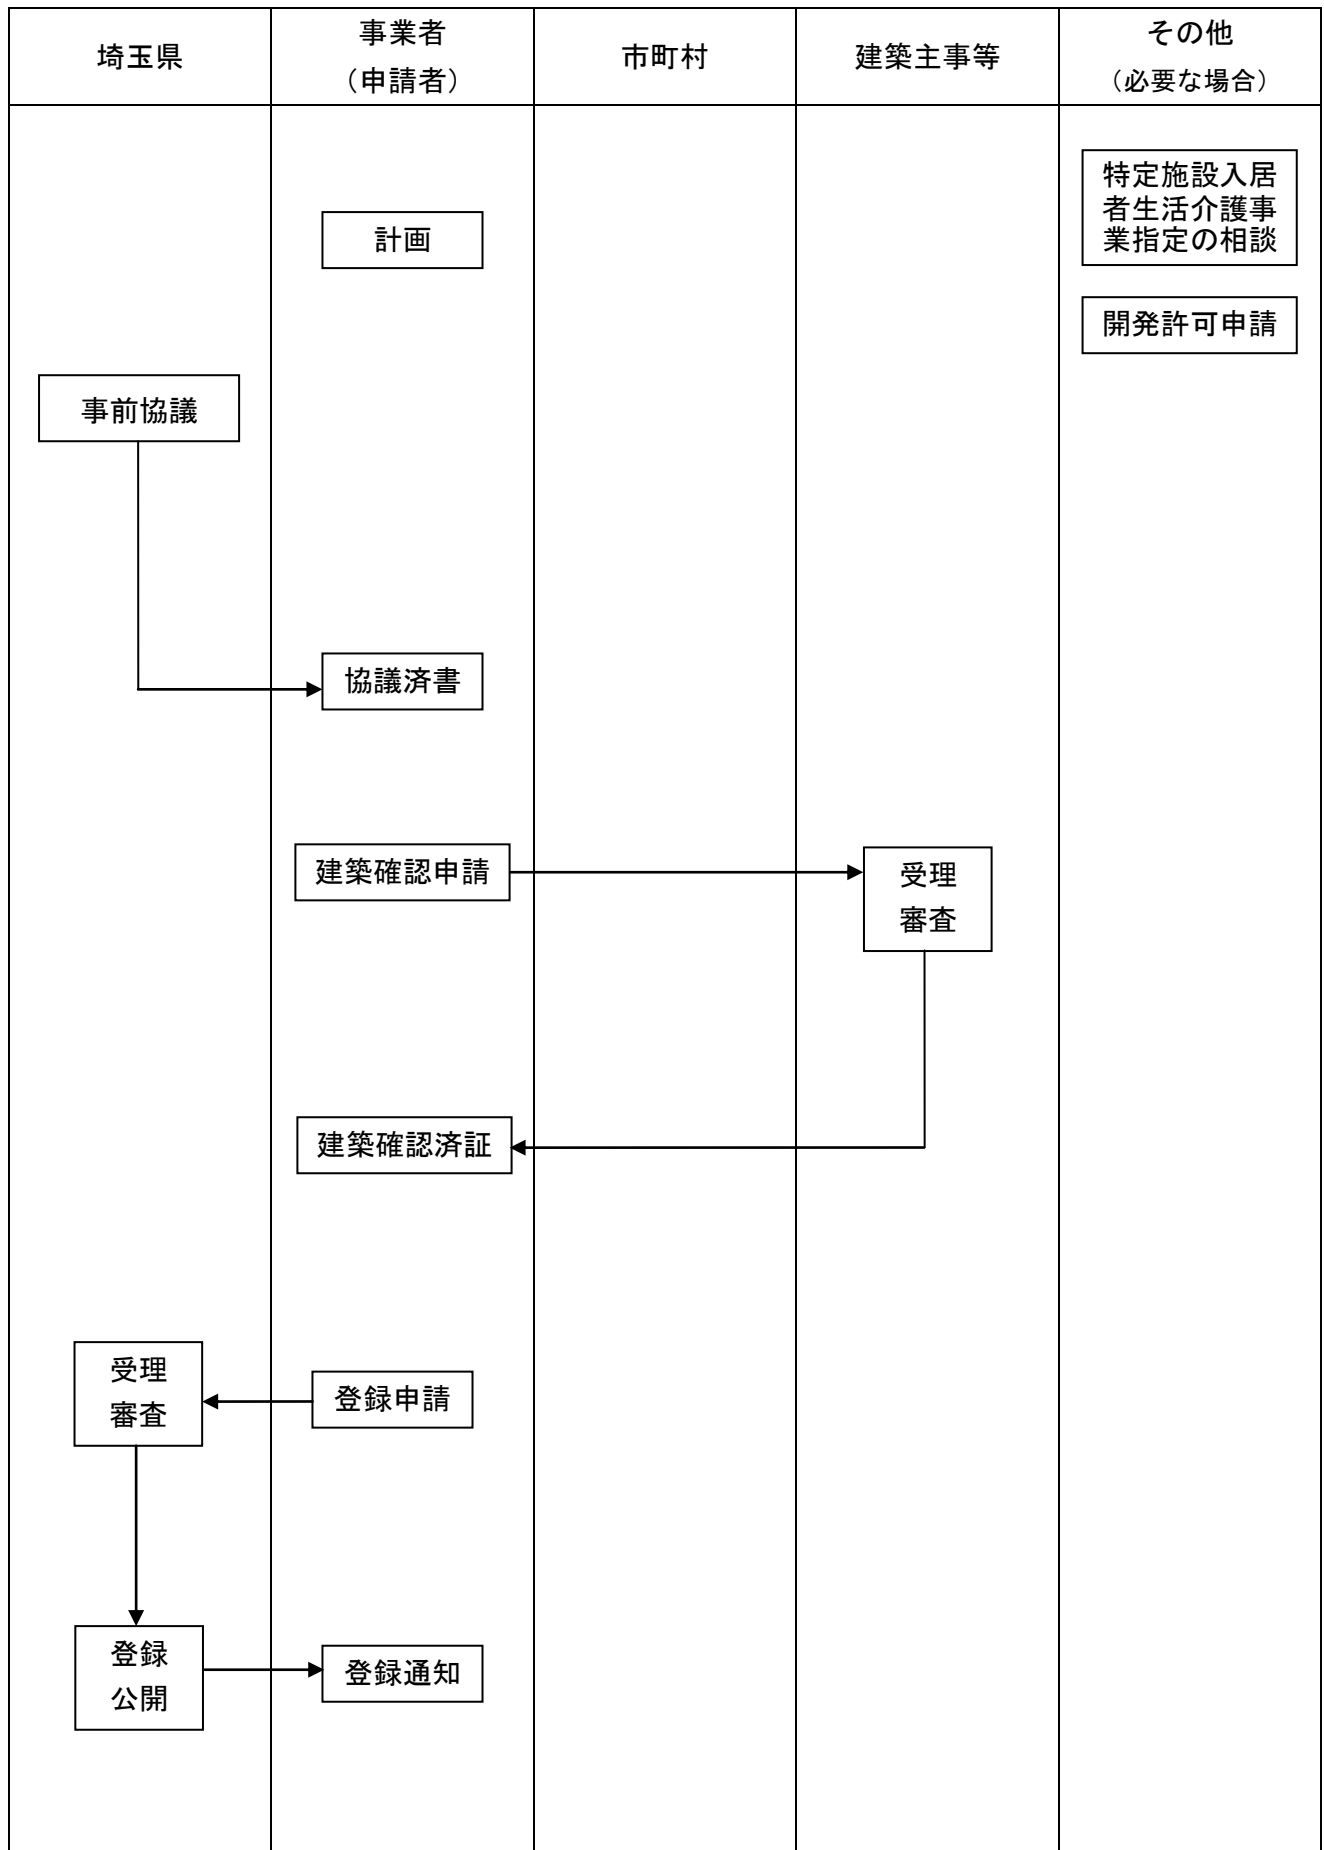 埼玉県
事業者
（申請者）
市町村
建築主事等
その他
（必要な場合）
特定施設入居
者生活介護事
業指定の相談
計画
開発許可申請
事前協議
協議済書
建築確認申請
受理
審査
建築確認済証
受理
審査
登録申請
登録
公開
登録通知